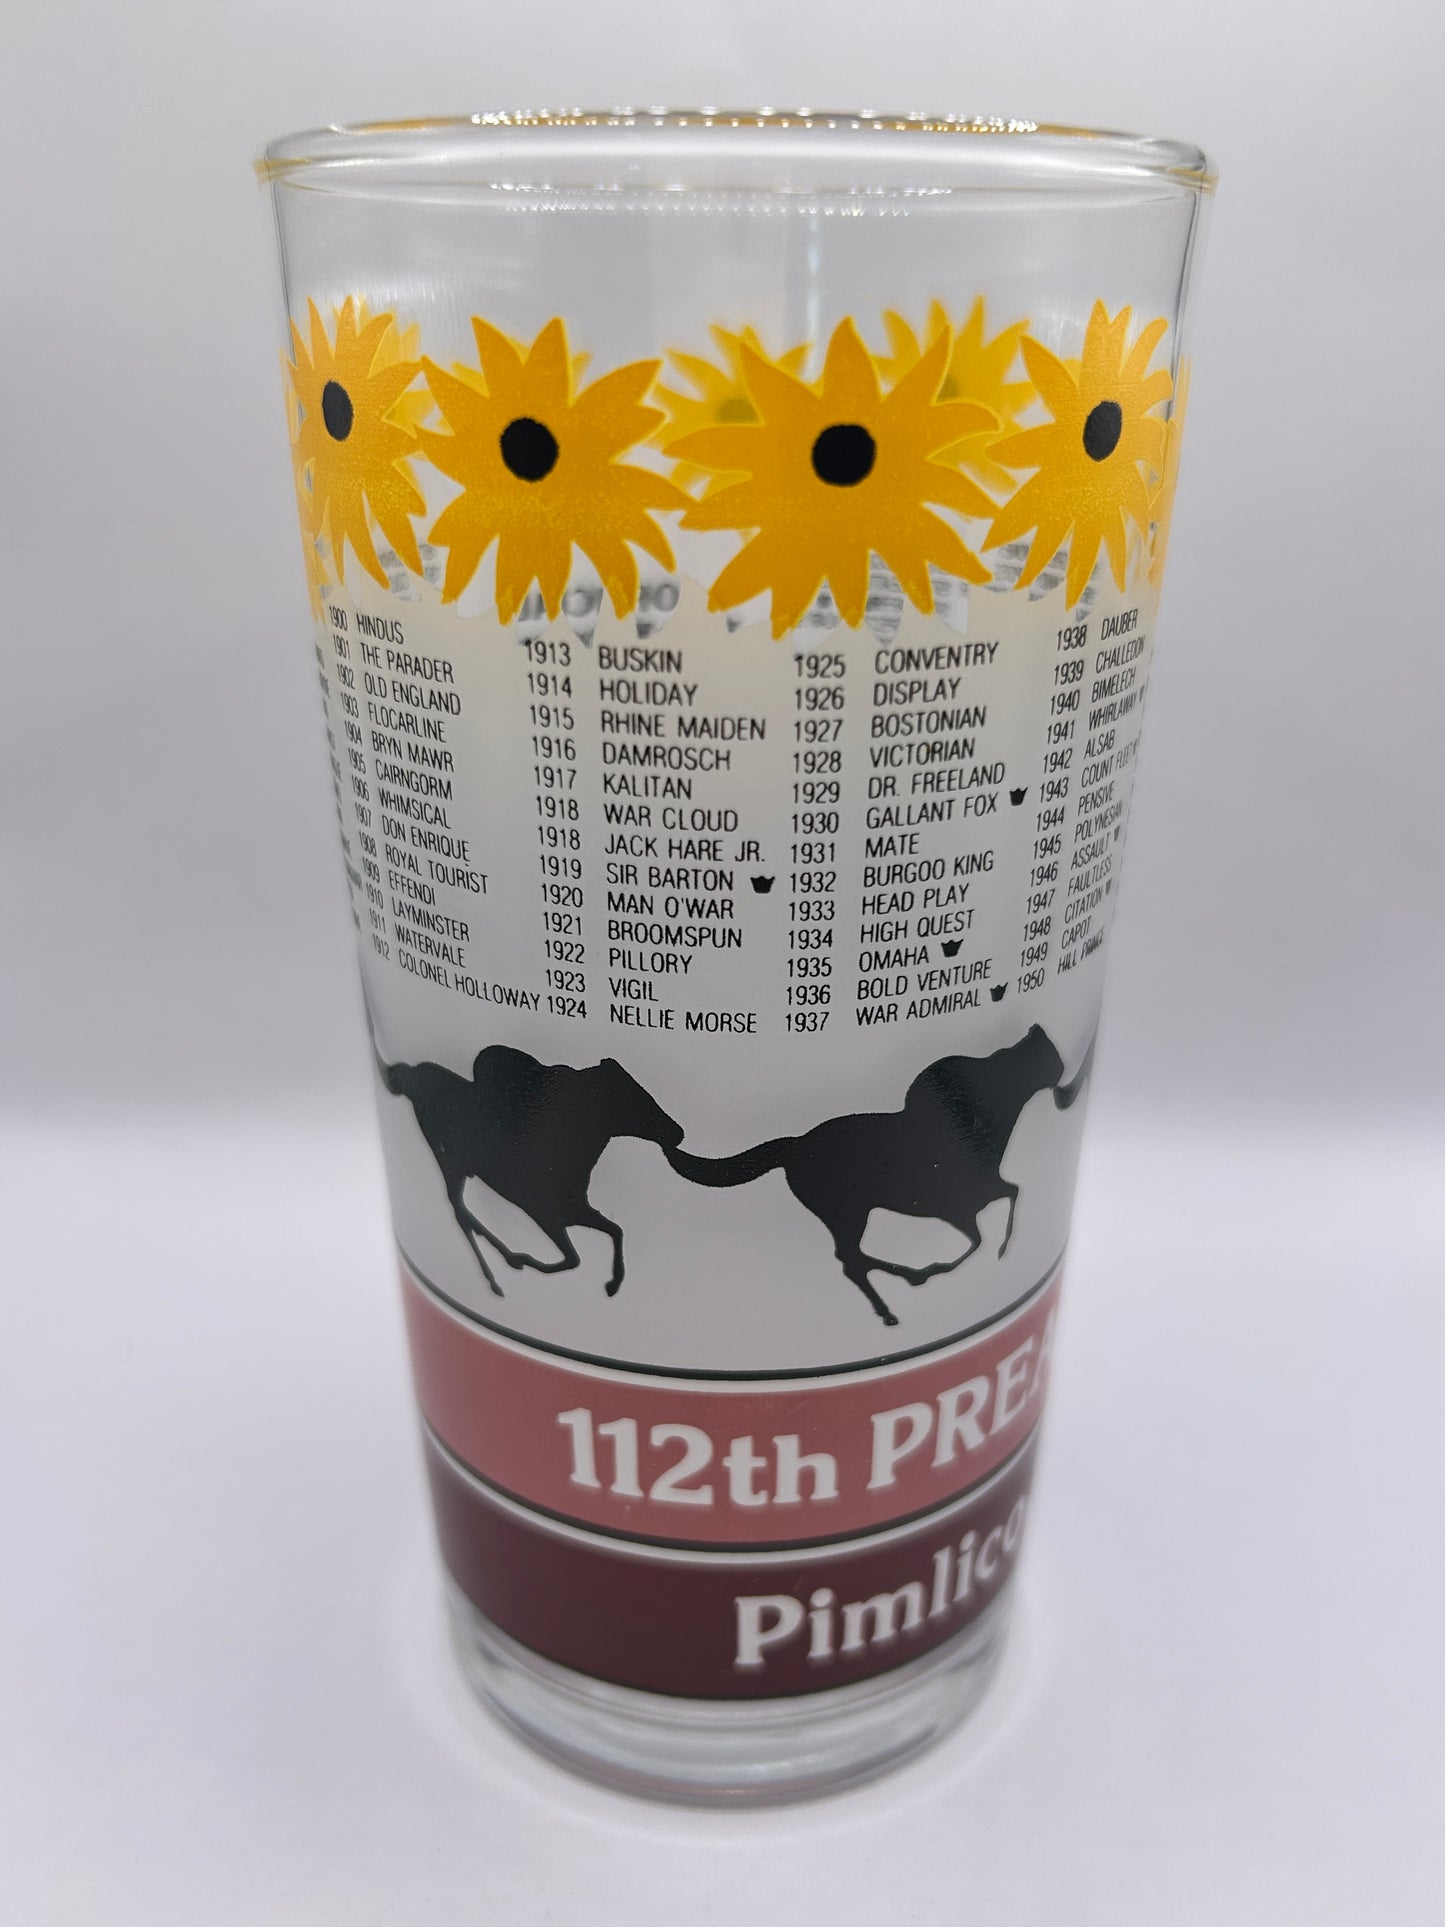 1900 HINDUS
1901 THE PARADER
1902 OLD ENGLAND
1903 FLOCARLINE
1904 BRYN MAWR
1905 CAIRNGORM
1906 WHIMSICAL
1907 DON ENRIQUE
1908 ROYAL TOURIST
1909 EFFENDI
1910 LAYMINSTER
1911 WATERVALE
1912 COLONEL HOLLOWAY
1913 BUSKIN
1914 HOLIDAY
1915 RHINE MAIDEN
1916 DAMROSCH
1917 KALITAN
1918 WAR CLOUD
1918 JACK HARE JR.
1919 SIR BARTON
1920 MAN O'WAR
1921 BROOMSPUN
1922 PILLORY
1923 VIGIL
1924 NELLIE MORSE
1925 CONVENTRY
1926 DISPLAY
1927 BOSTONIAN
1928 VICTORIAN
1929 DR. FREELAND
1930 GALLANT FOX
1931 MATE
1932 BURGOO KING
1933 HEAD PLAY
1934 HIGH QUEST
1935 OMAHA
1936 BOLD VENTURE
1937 WAR ADMIRAL
1938 DAUBER
1939 CHALLEDON
1940 BIMELECH
1941 WHIRLAWAY
1942 ALSAB
1943 COUNT FLEET
1944 PENSIVE
1945 POLYNESIAN
1946 ASSAULT
1947 FAULTLESS
1948 CITATION
1949 CAPOT
1950 HILL PRINCE
112th PREA
Pimlico